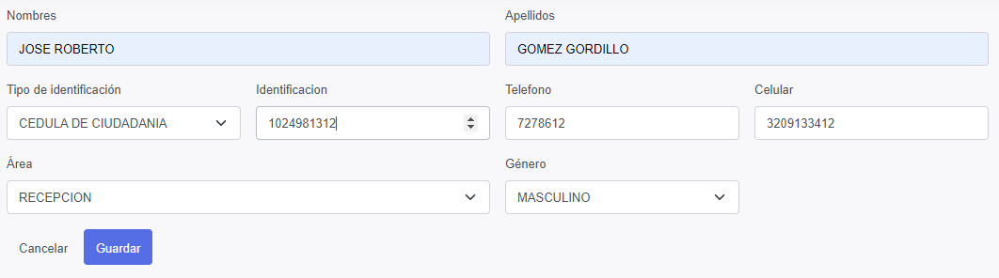 Nombres Apellidos
JOSE ROBERTO GOMEZ GORDILLO
Tipo de identificación Identificacion Telefono Celular
CEDULA DE CIUDADANIA 1024981312 7278612 3209133412
Área Género
RECEPCION MASCULINO
Cancelar Guardar